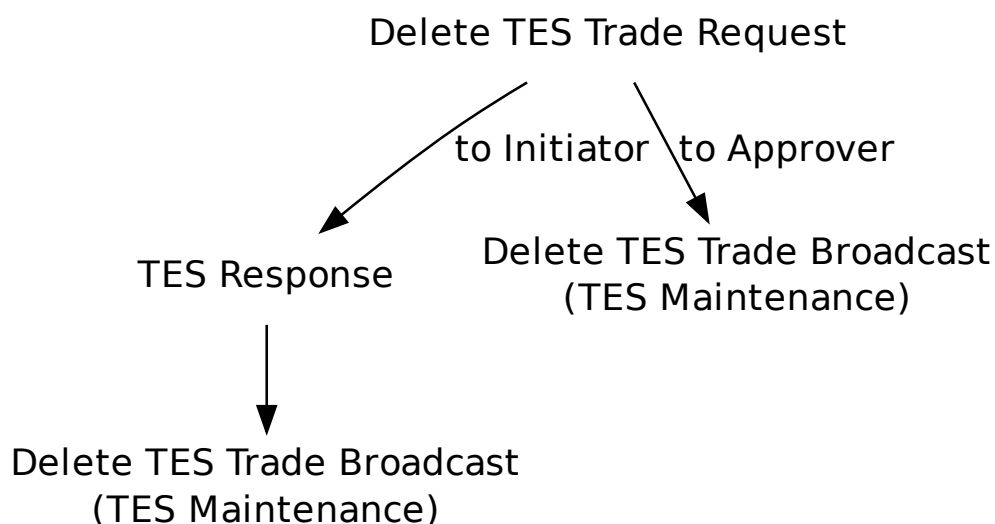 Delete TES Trade Request
to Initiator
to Approver
TES Response
Delete TES Trade Broadcast
(TES Maintenance)
Delete TES Trade Broadcast
(TES Maintenance)